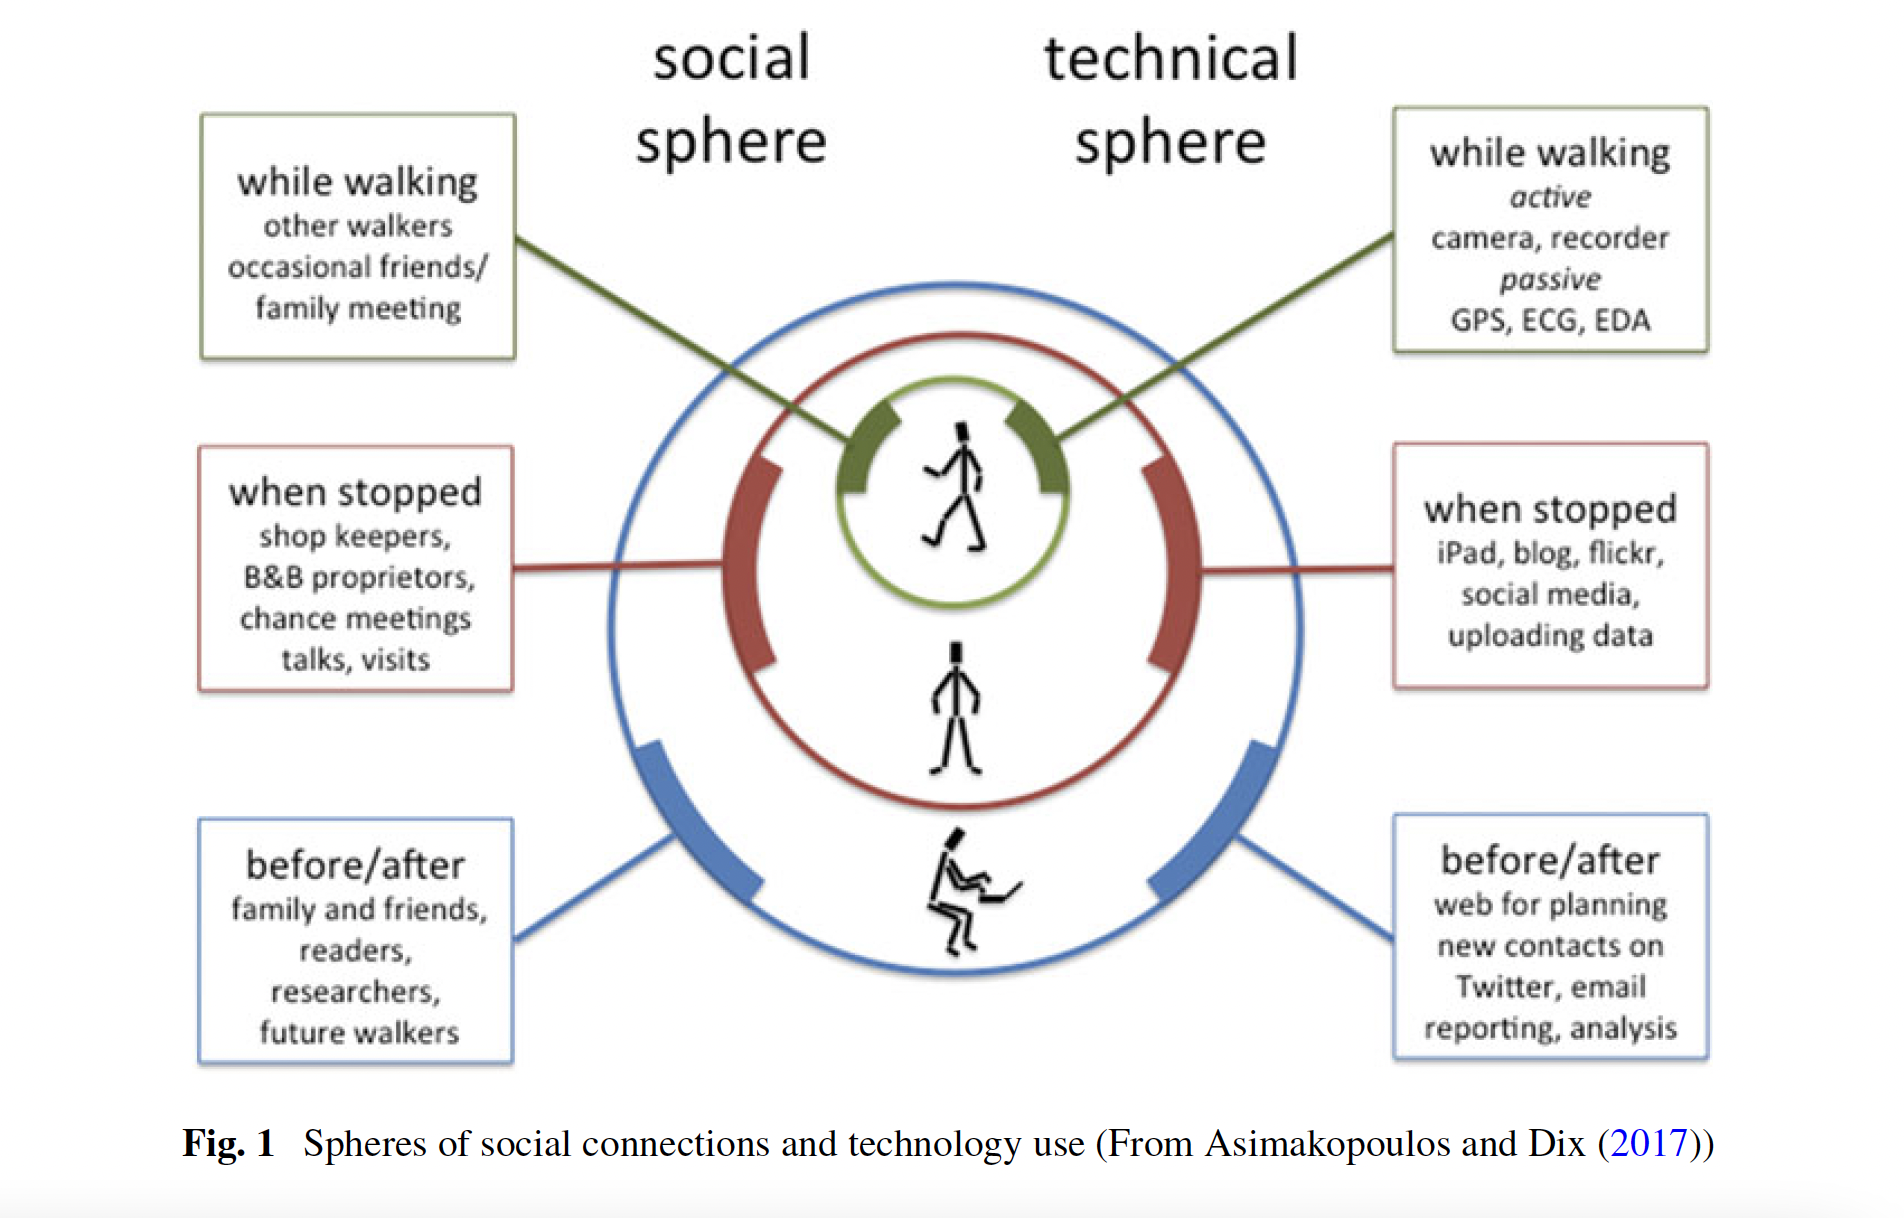 social
sphere
technical
sphere
while walking
other walkers
occasional friends/
family meeting
while walking
active
camera, recorder
passive
GPS, ECG, EDA
when stopped
shop keepers,
B&B proprietors,
chance meetings
talks, visits
when stopped
iPad, blog, flickr,
social media,
uploading data
before/after
family and friends,
readers,
researchers,
future walkers
before/after
web for planning
new contacts on
Twitter, email
reporting, analysis
Fig. 1 Spheres of social connections and technology use (From Asimakopoulos and Dix (2017))